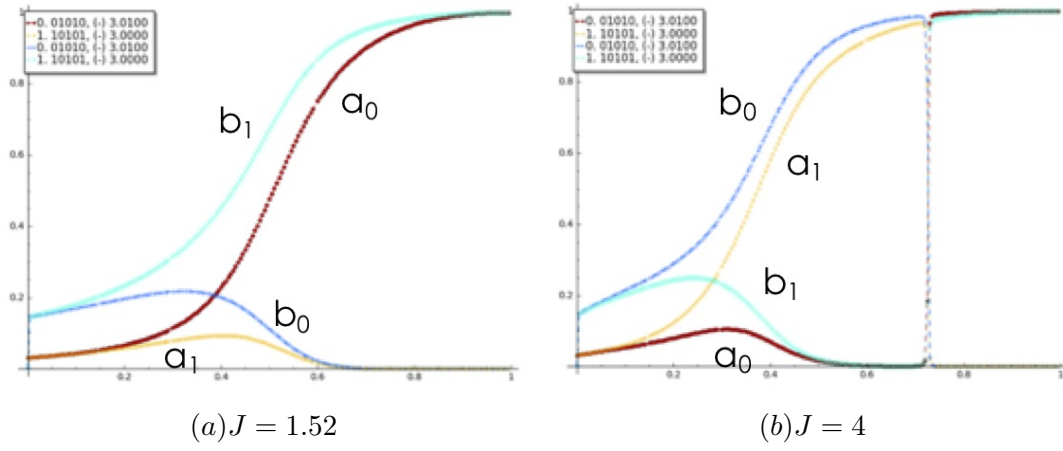 1
0. 01010, (-) 3.0100
1. 10101, (-) 3.0000
0. 01010, (-) 3.0100
1. 10101, (-) 3.0000
0.8
0.6
0.4
0.2
b₁
a₀
b₀
a₁
0.2 0.4 0.6 0.8 1
(a)J = 1.52
1
0. 01010, (-) 3.0100
1. 10101, (-) 3.0000
0. 01010, (-) 3.0100
1. 10101, (-) 3.0000
0.8
0.6
0.4
0.2
b₀
a₁
b₁
a₀
0.2 0.4 0.6 0.8 1
(b)J = 4